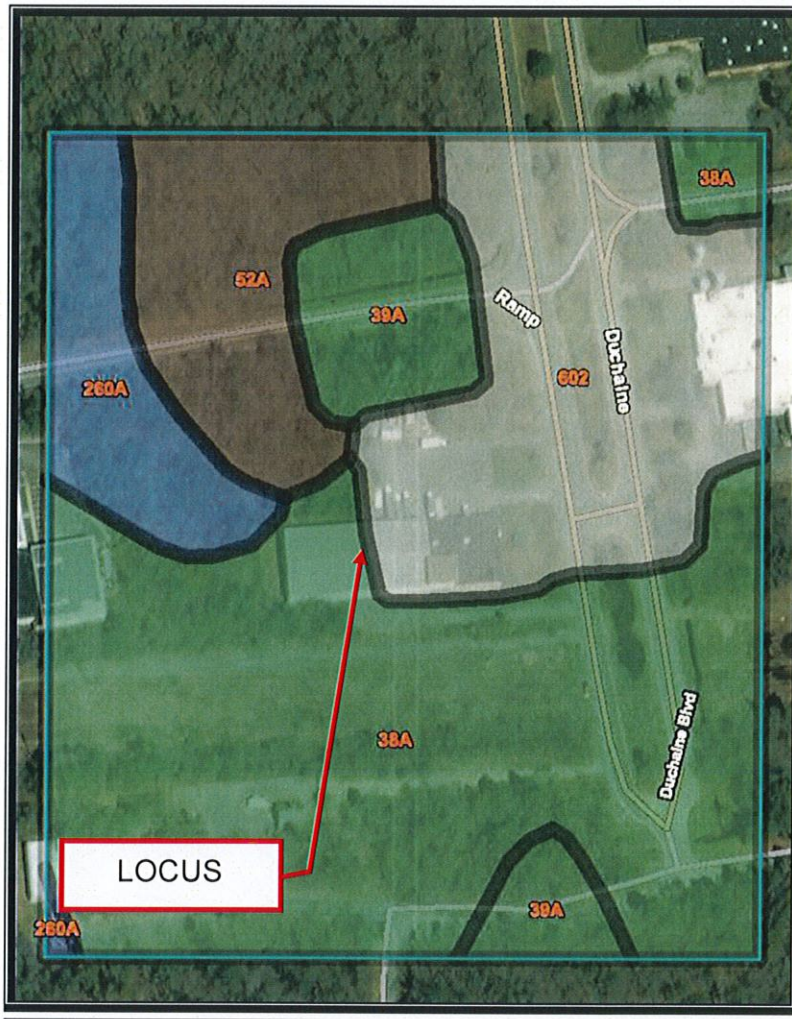 38A
52A
39A
Ramp
Duchaine
602
260A
38A
Duchaine Blvd
LOCUS
39A
260A